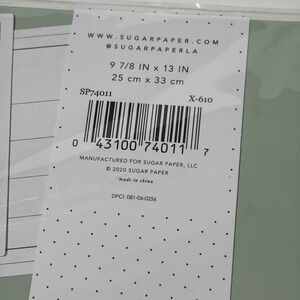 WWW.SUGARPAPER.COM
@SUGARPAPERLA
9 7/8 IN x 13 IN
25 cm x 33 cm
SP74011 X-610
0 43100 74011 7
MANUFACTURED FOR SUGAR PAPER, LLC
© 2020 SUGAR PAPER
made in china
DPCI 081-06-0256